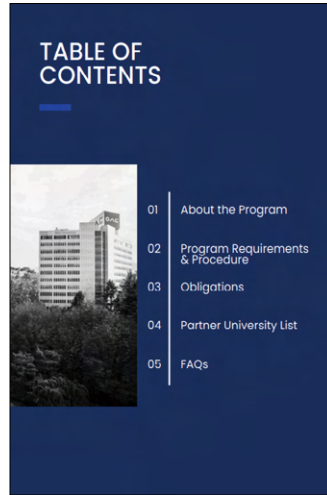 TABLE OF
CONTENTS
01 About the Program
02 Program Requirements
& Procedure
03 Obligations
04 Partner University List
05 FAQs